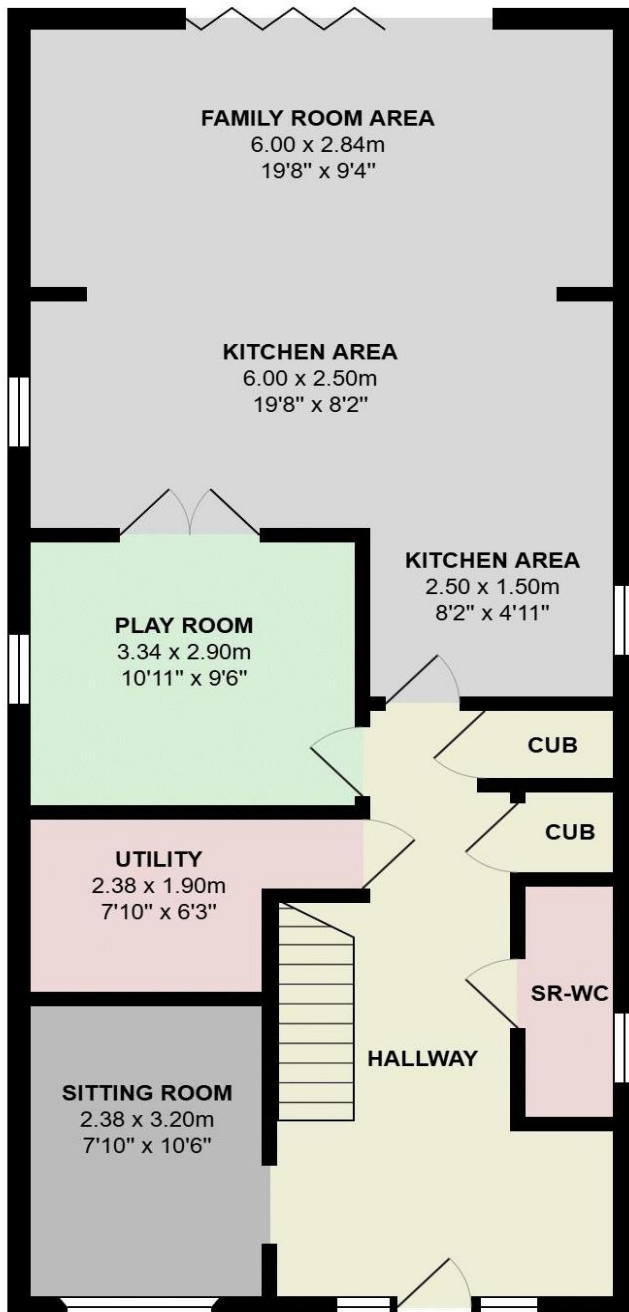 FAMILY ROOM AREA
6.00 x 2.84m
19'8" x 9'4"
KITCHEN AREA
6.00 x 2.50m
19'8" x 8'2"
KITCHEN AREA
2.50 x 1.50m
8'2" x 4'11"
PLAY ROOM
3.34 x 2.90m
10'11" x 9'6"
CUB
CUB
UTILITY
2.38 x 1.90m
7'10" x 6'3"
SR-WC
HALLWAY
SITTING ROOM
2.38 x 3.20m
7'10" x 10'6"